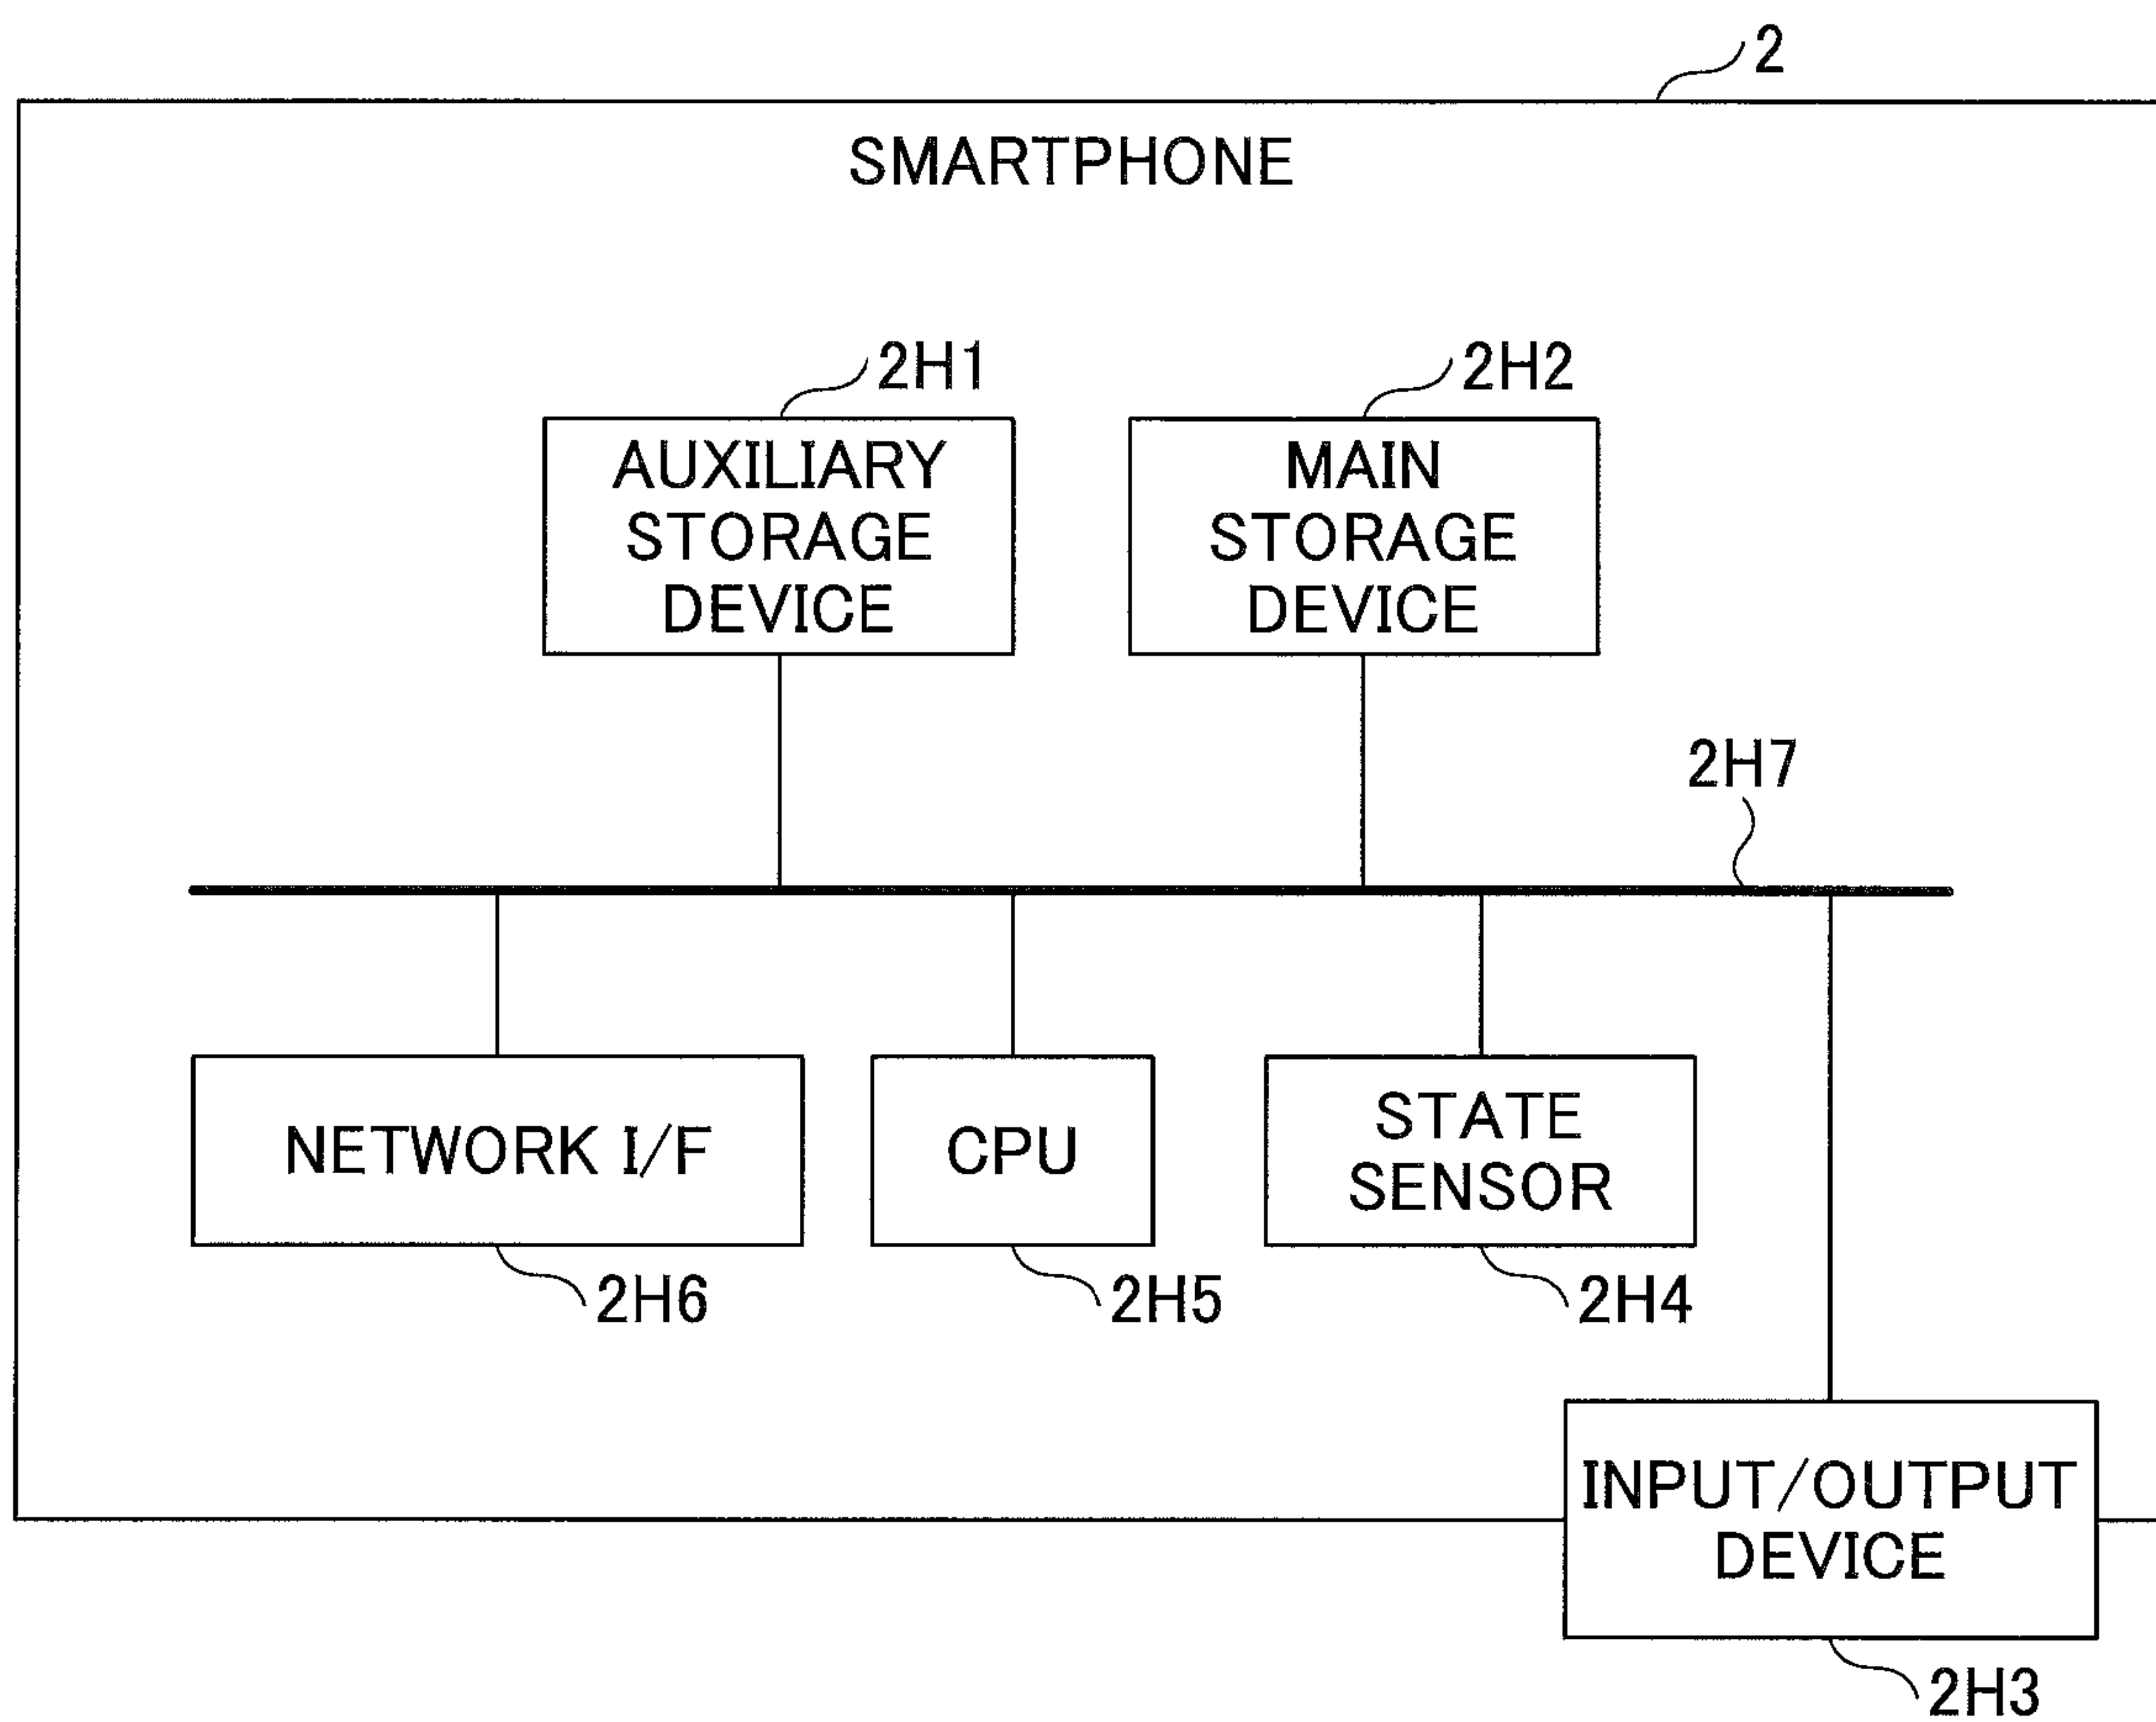 2
SMARTPHONE
2H1
2H2
AUXILIARY
STORAGE
DEVICE
MAIN
STORAGE
DEVICE
2H7
NETWORK I/F
CPU
STATE
SENSOR
2H6
2H5
2H4
INPUT/OUTPUT
DEVICE
2H3